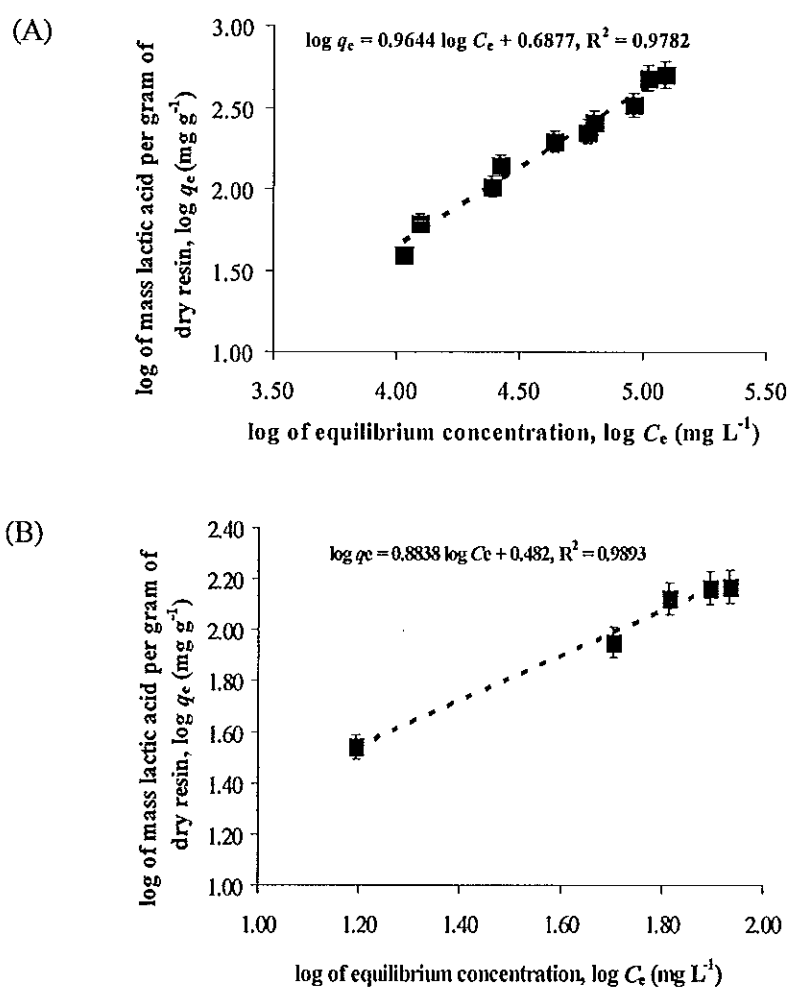 (A)
log qe = 0.9644 log Ce + 0.6877, R2 = 0.9782
3.00
2.50
2.00
1.50
1.00
log of mass lactic acid per gram of
dry resin, log qe (mg g-1)
3.50 4.00 4.50 5.00 5.50
log of equilibrium concentration, log Ce (mg L-1)
(B)
log qe = 0.8838 log Ce + 0.482, R2 = 0.9893
2.40
2.20
2.00
1.80
1.60
1.40
1.20
1.00
log of mass lactic acid per gram of
dry resin, log qe (mg g-1)
1.00 1.20 1.40 1.60 1.80 2.00
log of equilibrium concentration, log Ce (mg L-1)